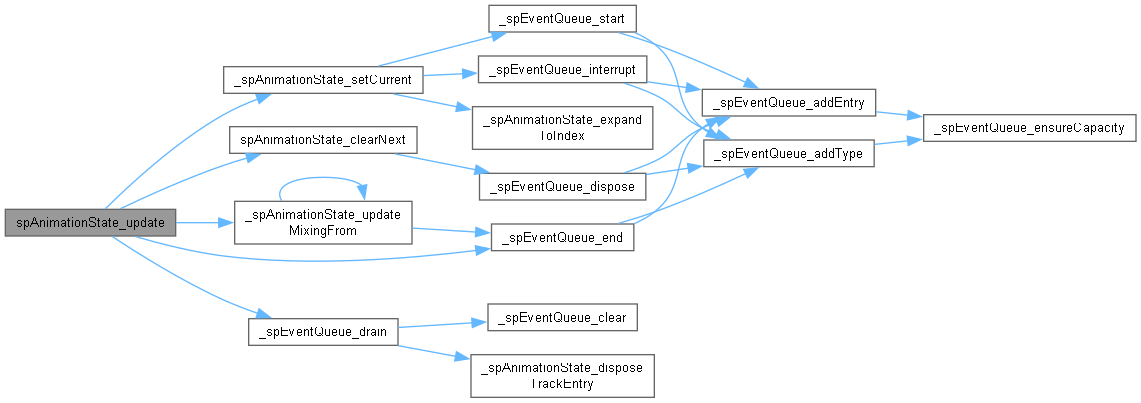 _spEventQueue_start
_spAnimationState_setCurrent
_spEventQueue_interrupt
_spEventQueue_addEntry
_spAnimationState_expand
ToIndex
_spEventQueue_ensureCapacity
spAnimationState_clearNext
_spEventQueue_addType
_spEventQueue_dispose
spAnimationState_update
_spAnimationState_update
MixingFrom
_spEventQueue_end
_spEventQueue_drain
_spEventQueue_clear
_spAnimationState_dispose
TrackEntry